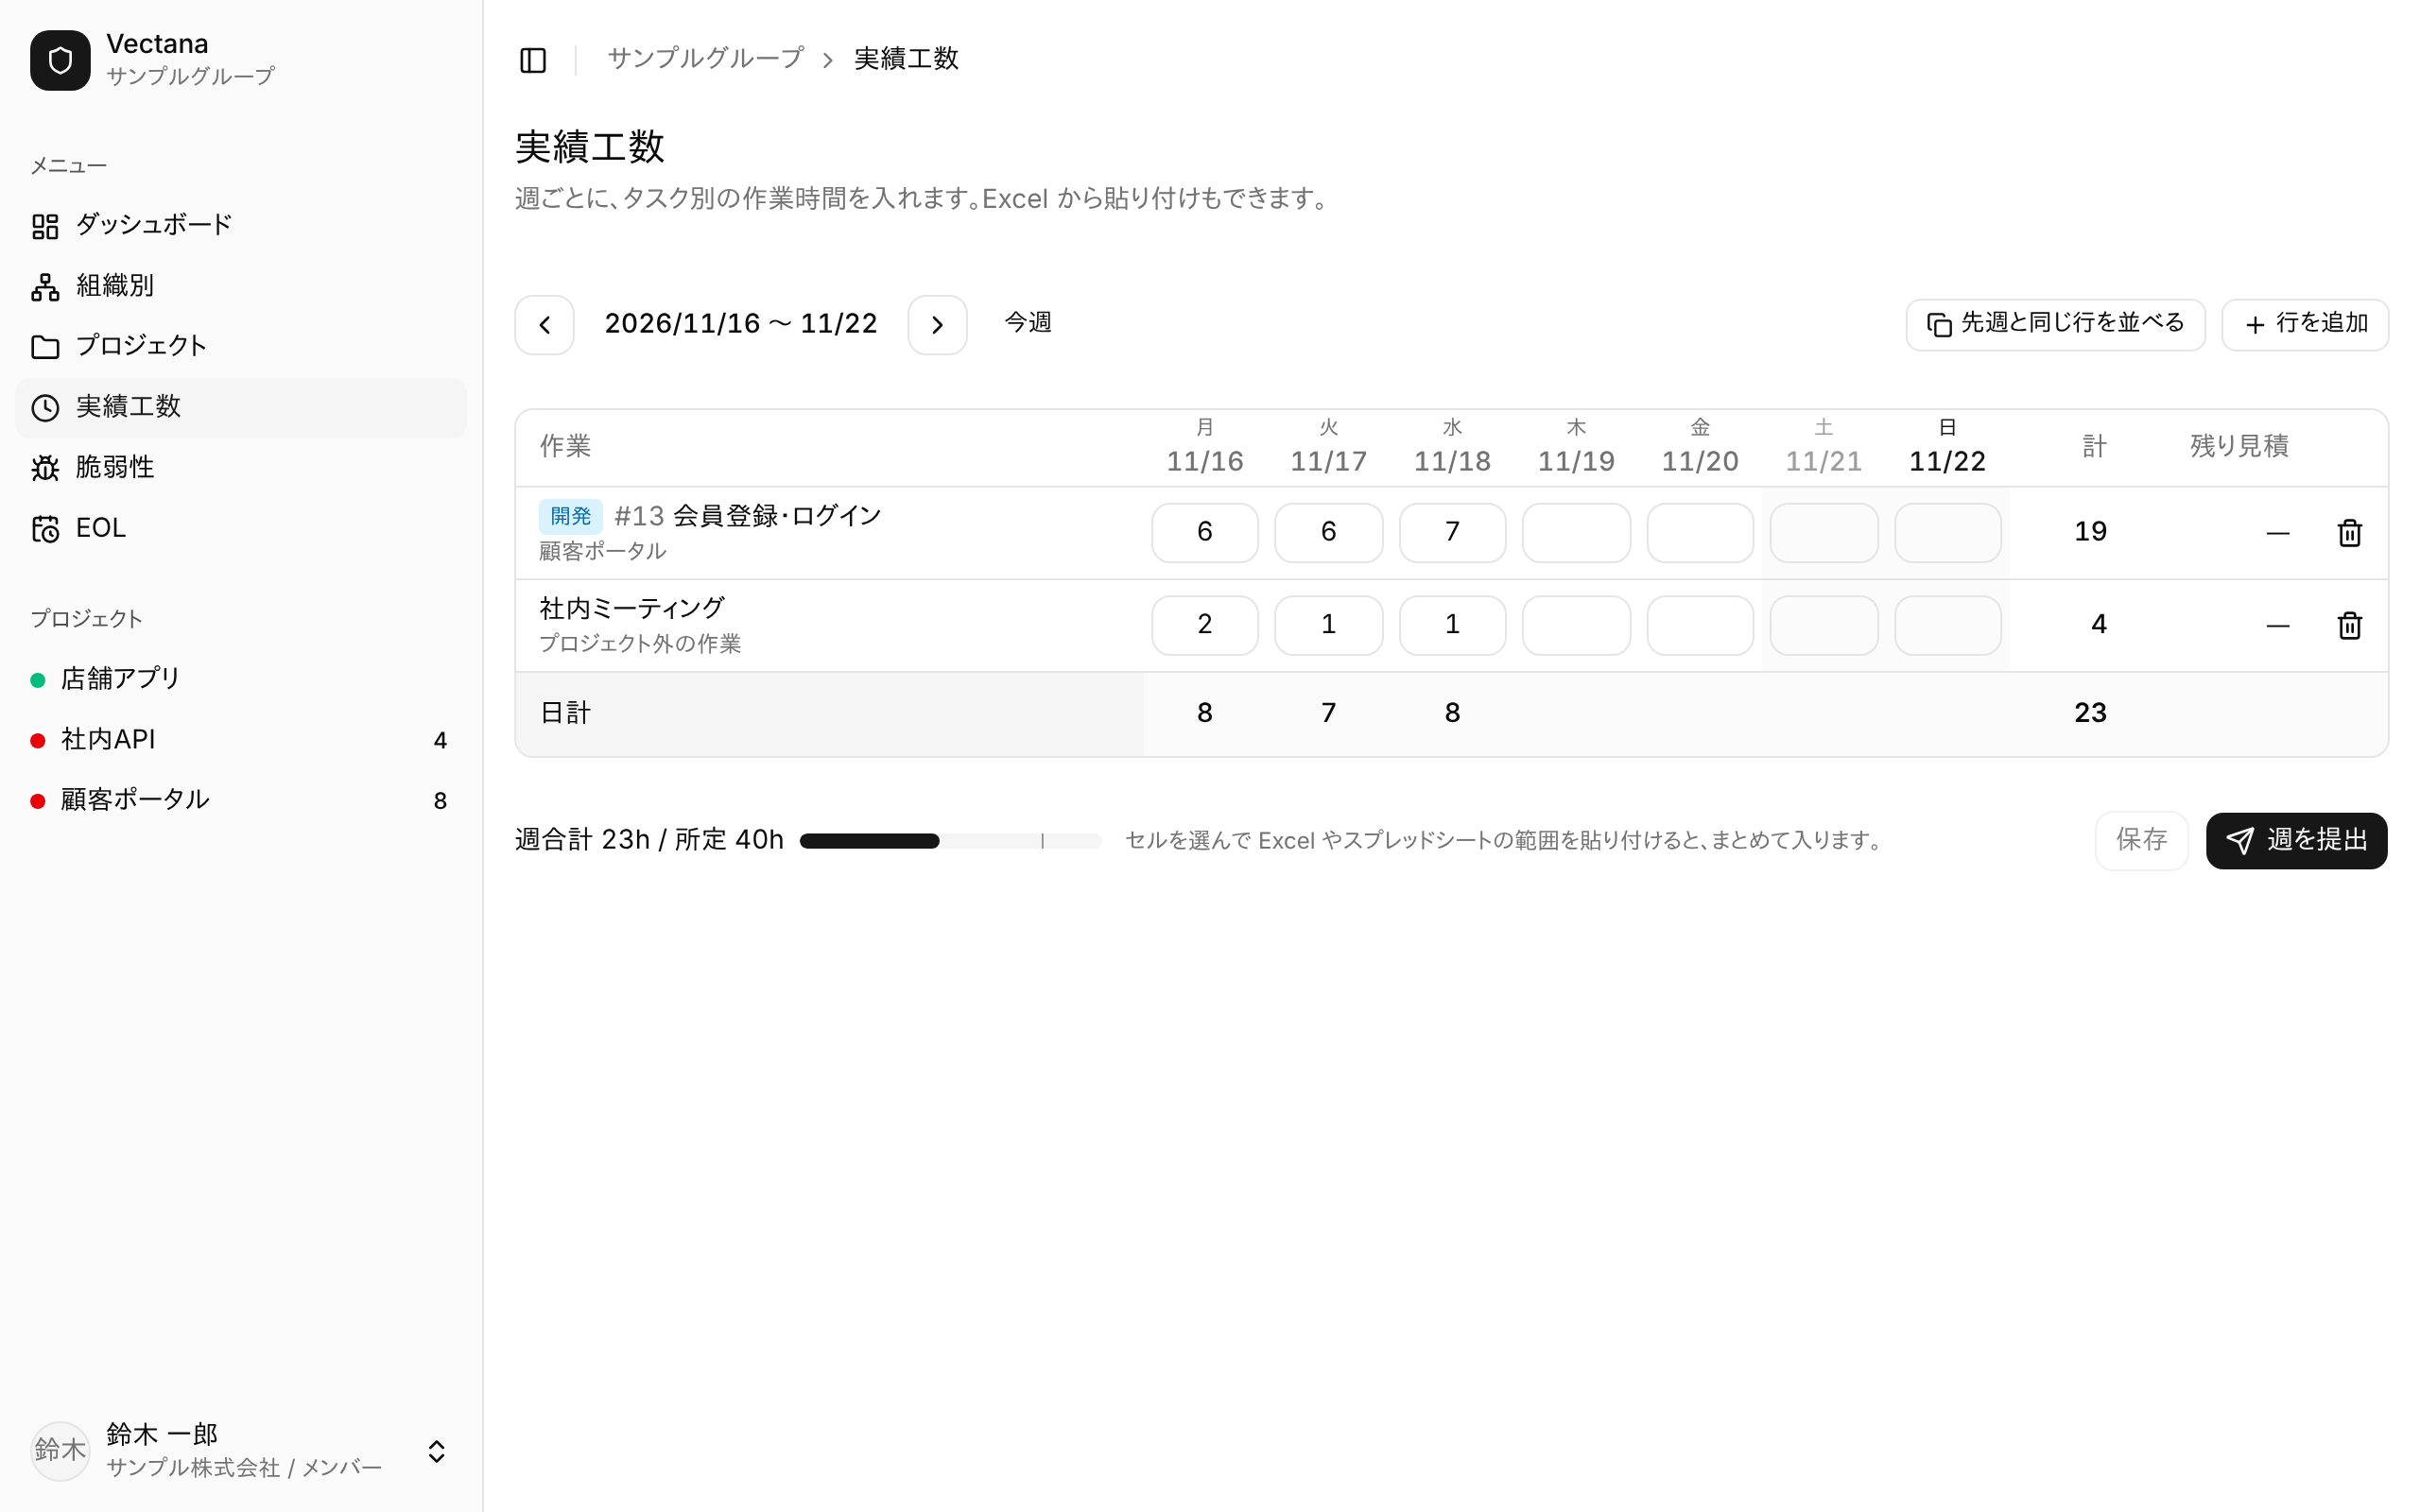 Vectana
サンプルグループ
メニュー
ダッシュボード
組織別
プロジェクト
実績工数
脆弱性
EOL
プロジェクト
店舗アプリ
社内API 4
顧客ポータル 8
鈴木
鈴木 一郎
サンプル株式会社 / メンバー
サンプルグループ > 実績工数
実績工数
週ごとに、タスク別の作業時間を入れます。Excel から貼り付けもできます。
2026/11/16 〜 11/22 今週
先週と同じ行を並べる
行を追加
作業 月 11/16 火 11/17 水 11/18 木 11/19 金 11/20 土 11/21 日 11/22 計 残り見積
開発 #13 会員登録・ログイン 6 6 7 19 —
顧客ポータル
社内ミーティング 2 1 1 4 —
プロジェクト外の作業
日計 8 7 8 23
週合計 23h / 所定 40h
セルを選んで Excel やスプレッドシートの範囲を貼り付けると、まとめて入ります。
保存
週を提出